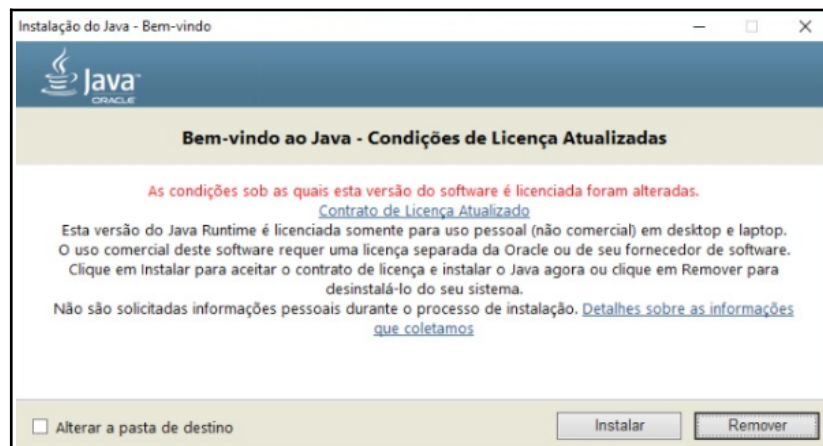 Instalação do Java - Bem-vindo
Java
ORACLE
Bem-vindo ao Java - Condições de Licença Atualizadas
As condições sob as quais esta versão do software é licenciada foram alteradas.
Contrato de Licença Atualizado
Esta versão do Java Runtime é licenciada somente para uso pessoal (não comercial) em desktop e laptop.
O uso comercial deste software requer uma licença separada da Oracle ou de seu fornecedor de software.
Clique em Instalar para aceitar o contrato de licença e instalar o Java agora ou clique em Remover para
desinstalá-lo do seu sistema.
Não são solicitadas informações pessoais durante o processo de instalação. Detalhes sobre as informações
que coletamos
Alterar a pasta de destino
Instalar
Remover